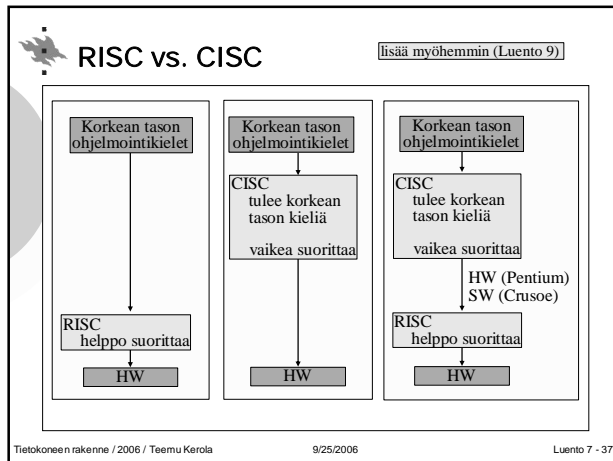 RISC vs. CISC
lisää myöhemmin (Luento 9)
Korkean tason
ohjelmointikielet
RISC
helppo suorittaa
HW
Korkean tason
ohjelmointikielet
CISC
tulee korkean
tason kieliä
vaikea suorittaa
HW
Korkean tason
ohjelmointikielet
CISC
tulee korkean
tason kieliä
vaikea suorittaa
HW (Pentium)
SW (Crusoe)
RISC
helppo suorittaa
HW
Tietokoneen rakenne / 2006 / Teemu Kerola 9/25/2006 Luento 7 - 37